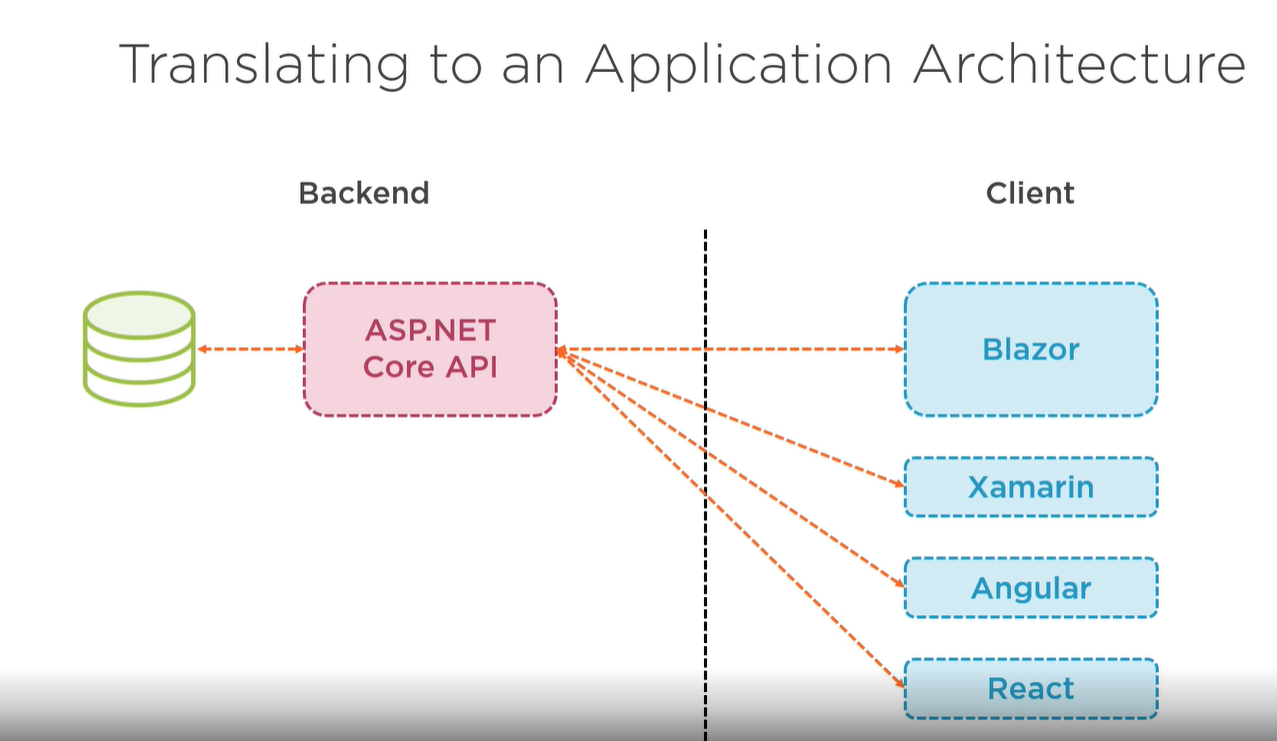 Translating to an Application Architecture
Backend
Client
ASP.NET
Core API
Blazor
Xamarin
Angular
React